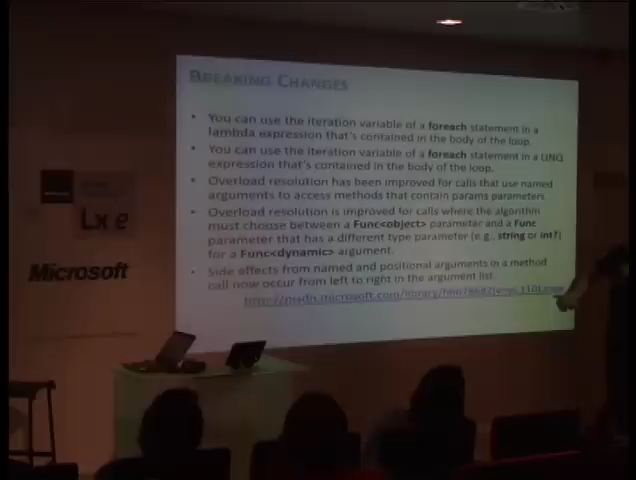 BREAKING CHANGES
• You can use the iteration variable of a foreach statement in a
lambda expression that's contained in the body of the loop.
• You can use the iteration variable of a foreach statement in a LINQ
expression that's contained in the body of the loop.
• Overload resolution has been improved for calls that use named
arguments to access methods that contain params parameters.
• Overload resolution is improved for calls where the algorithm
must choose between a Func<object> parameter and a Func
parameter that has a different type parameter (e.g., string or int?)
for a Func<dynamic> argument.
• Side effects from named and positional arguments in a method
call now occur from left to right in the argument list.
http://msdn.microsoft.com/library/
Lx e
Microsoft